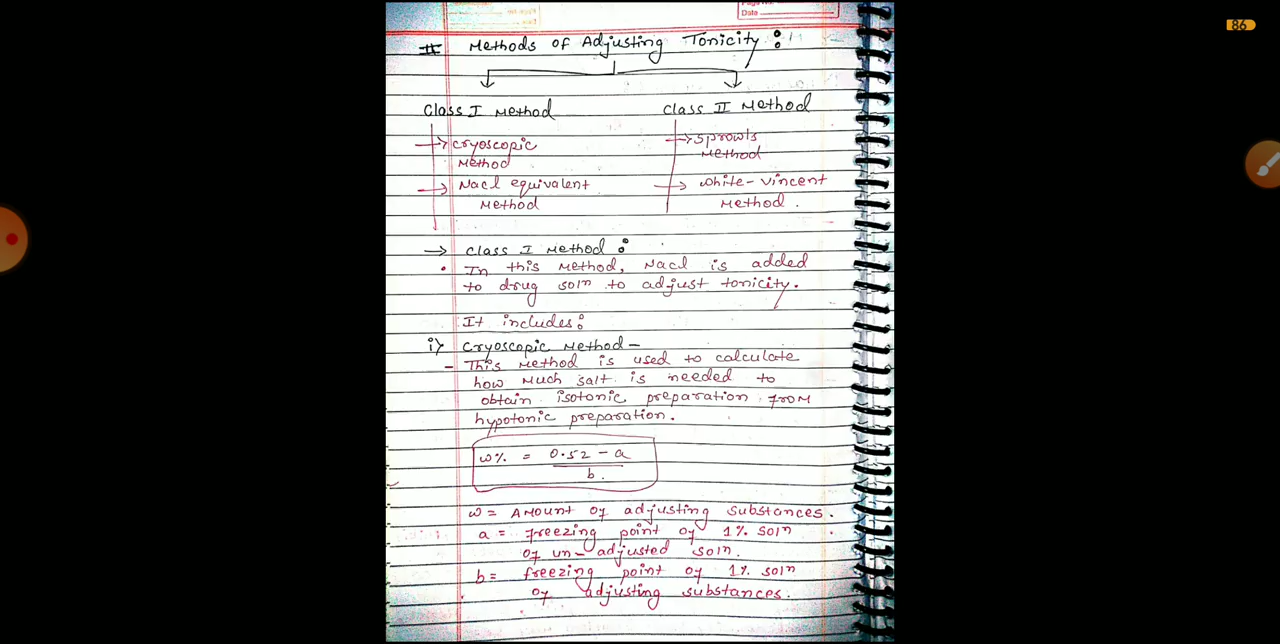 Date
86
Methods of Adjusting Tonicity :
Class I Method
Class II Method
→ cryoscopic Method
→ Nacl equivalent Method
→ Sprowls Method
→ White-Vincent Method .
→ Class I Method :
• In this Method, Nacl is added
to drug soln to adjust tonicity.
It includes :
i) Cryoscopic Method -
- This Method is used to calculate
how much salt is needed to
obtain isotonic preparation from
hypotonic preparation.
w% = 0.52 - a
b.
w = Amount of adjusting substances.
a = freezing point of 1% soln
of un-adjusted soln.
b = freezing point of 1% soln
of adjusting substances.